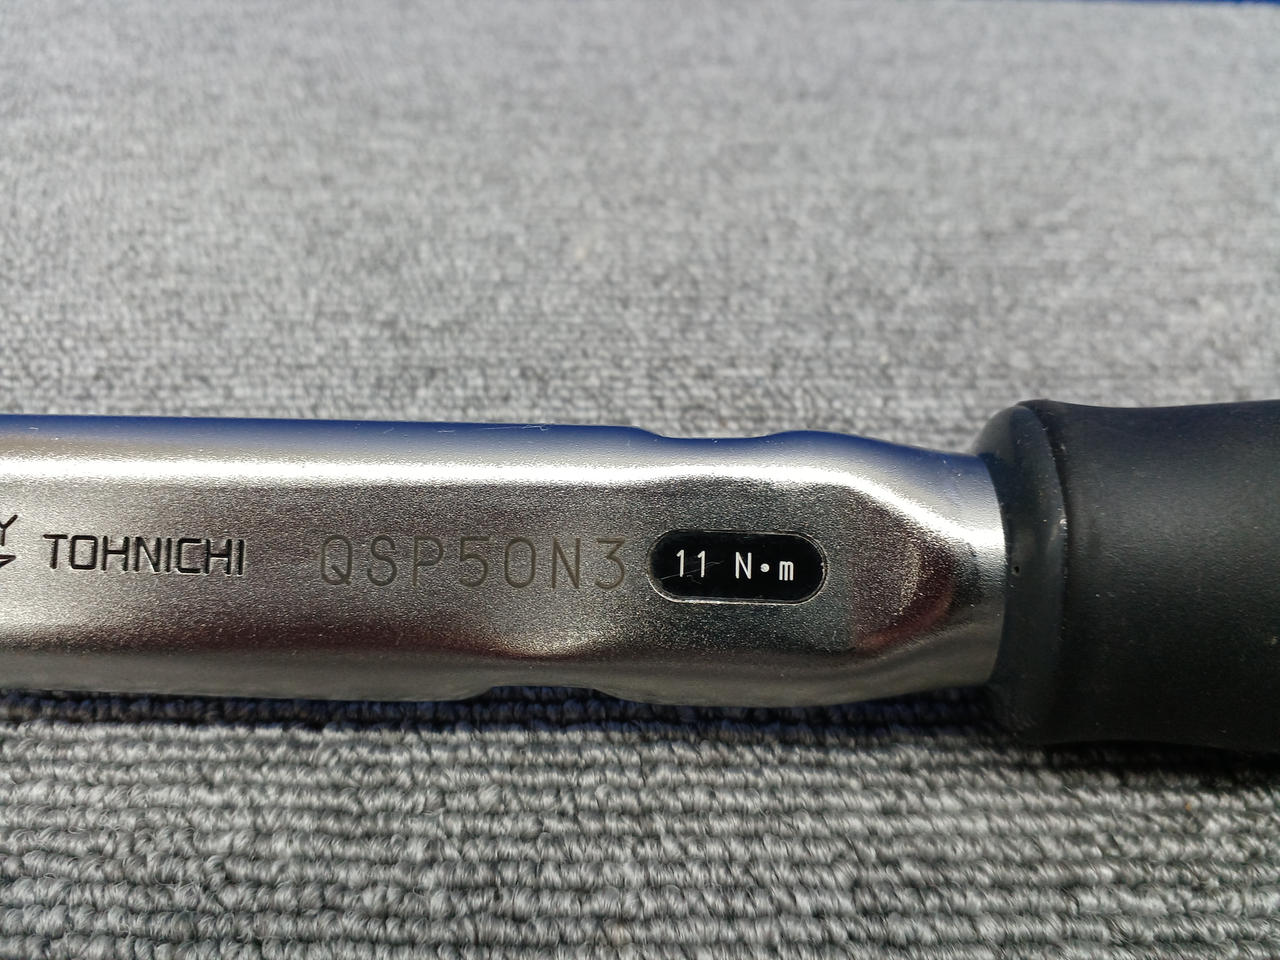 TOHNICHI QSP50N3 11 N•m